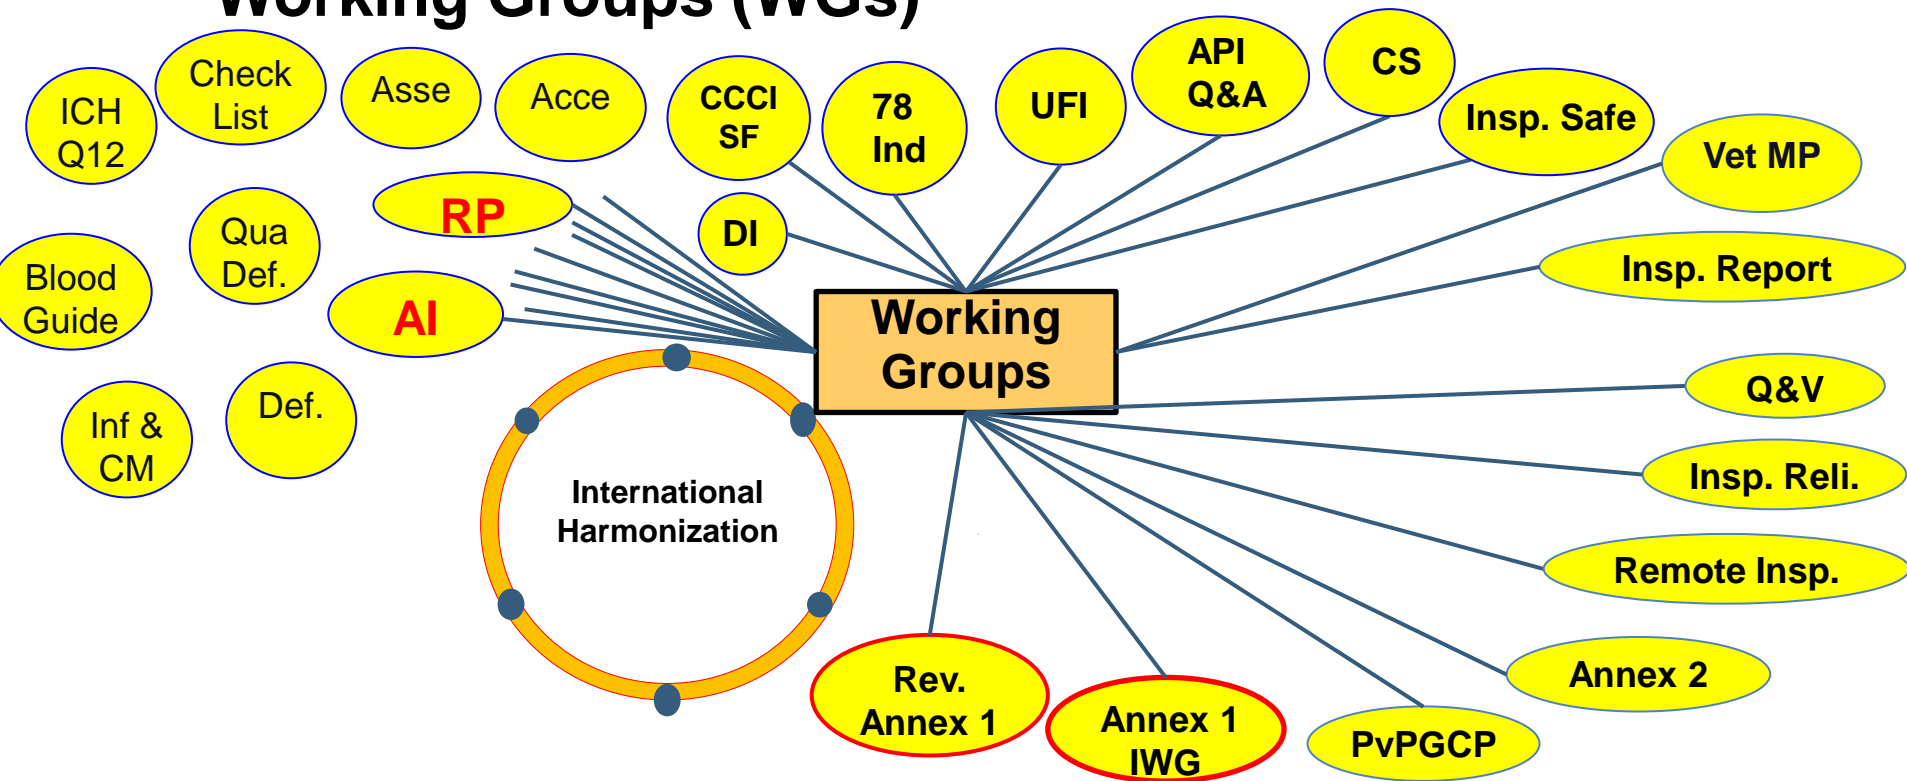 Working Groups (WGs)
ICH
Q12
Check
List
Asse
Acce
CCCI
SF
78
Ind
UFI
API
Q&A
CS
Insp. Safe
Vet MP
RP
DI
Qua
Def.
Blood
Guide
AI
Working
Groups
Insp. Report
Inf &
CM
Def.
Q&V
International
Harmonization
Insp. Reli.
Remote Insp.
Rev.
Annex 1
Annex 1
IWG
PvPGCP
Annex 2